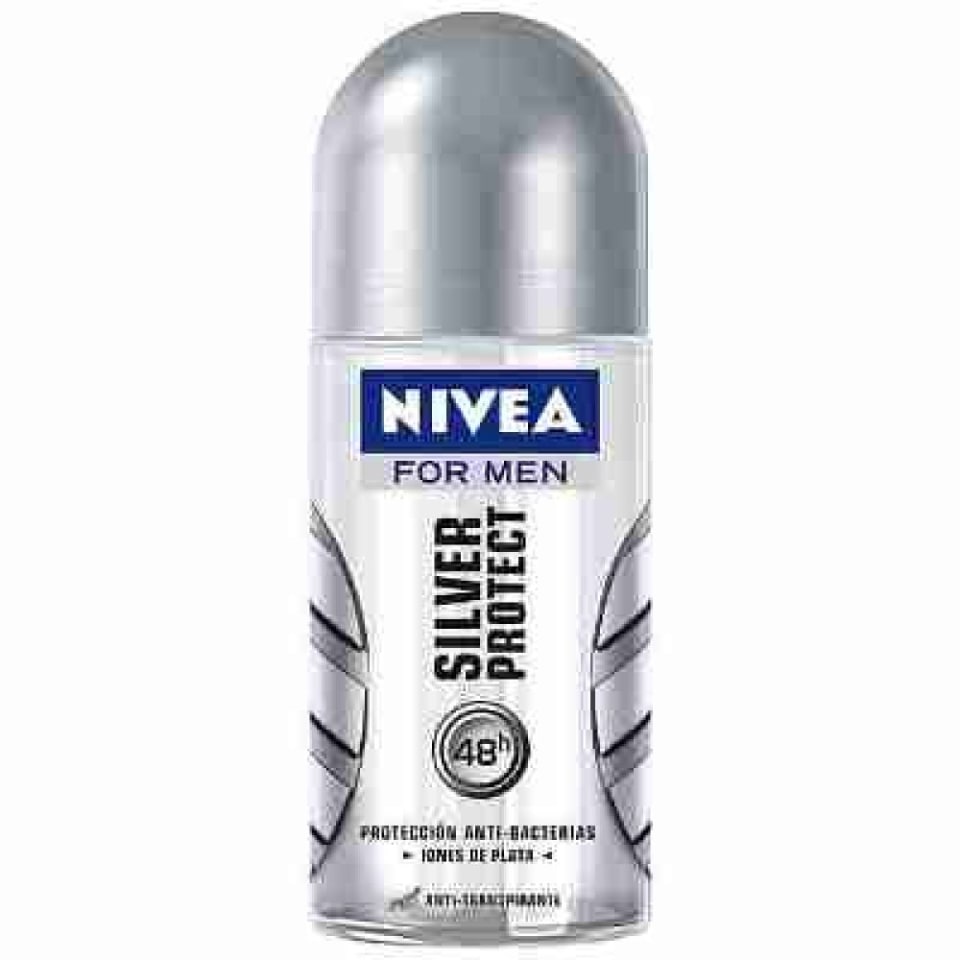 NIVEA
FOR MEN
SILVER
PROTECT
48h
PROTECCIÓN ANTI-BACTERIAS
IONES DE PLATA
ANTI-TRANSPIRANTE